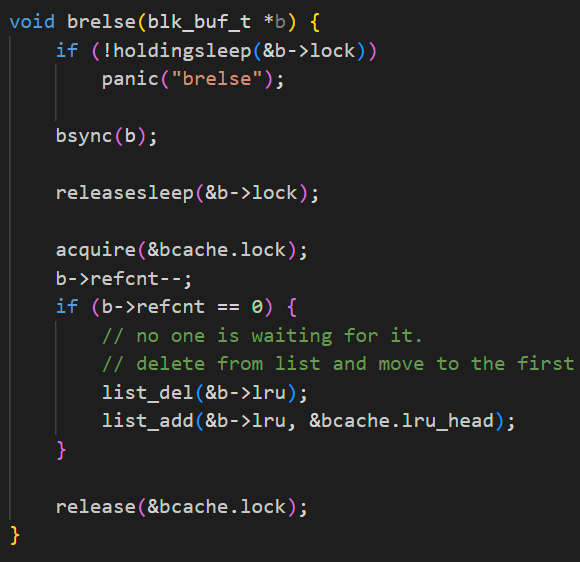 void brelse(blk_buf_t *b) {
    if (!holdingsleep(&b->lock))
        panic("brelse");
    bsync(b);
    releasesleep(&b->lock);
    acquire(&bcache.lock);
    b->refcnt--;
    if (b->refcnt == 0) {
        // no one is waiting for it.
        // delete from list and move to the first
        list_del(&b->lru);
        list_add(&b->lru, &bcache.lru_head);
    }
    release(&bcache.lock);
}